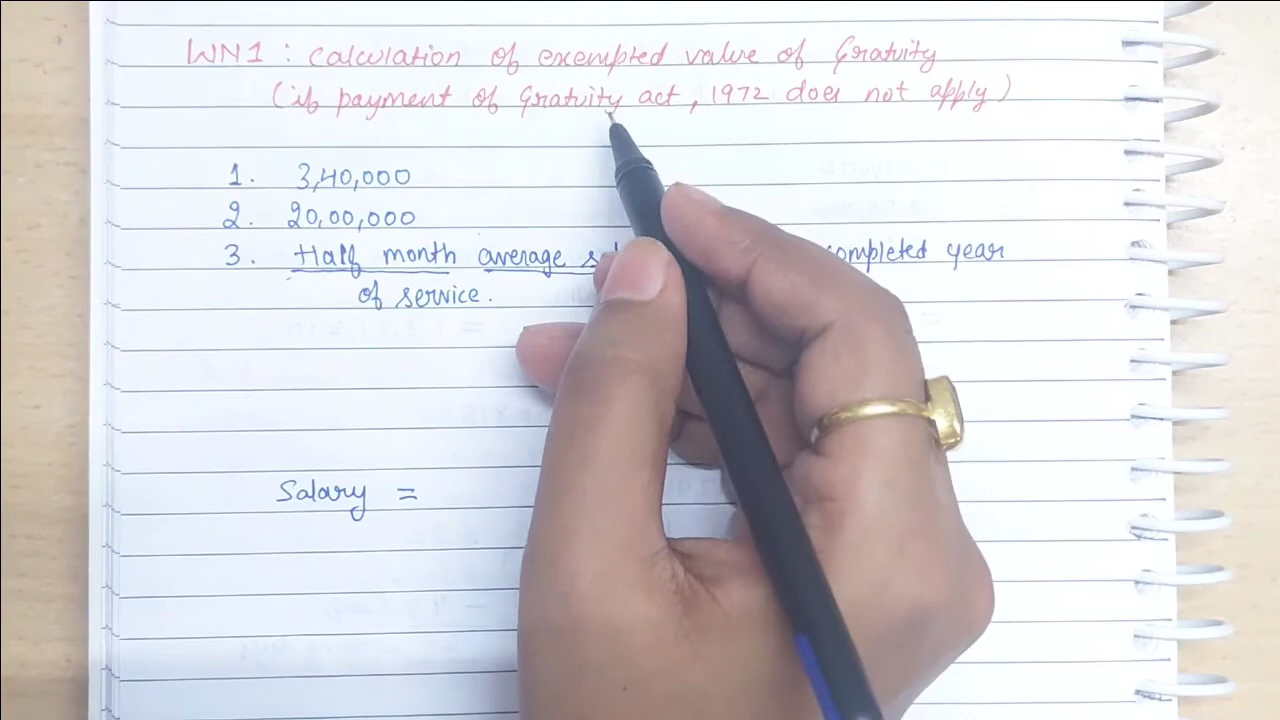 WN1 : Calculation of exempted value of Gratuity
(if payment of Gratuity act, 1972 does not apply)
1. 3,40,000
2. 20,00,000
3. Half month average completed year
of service.
Salary =